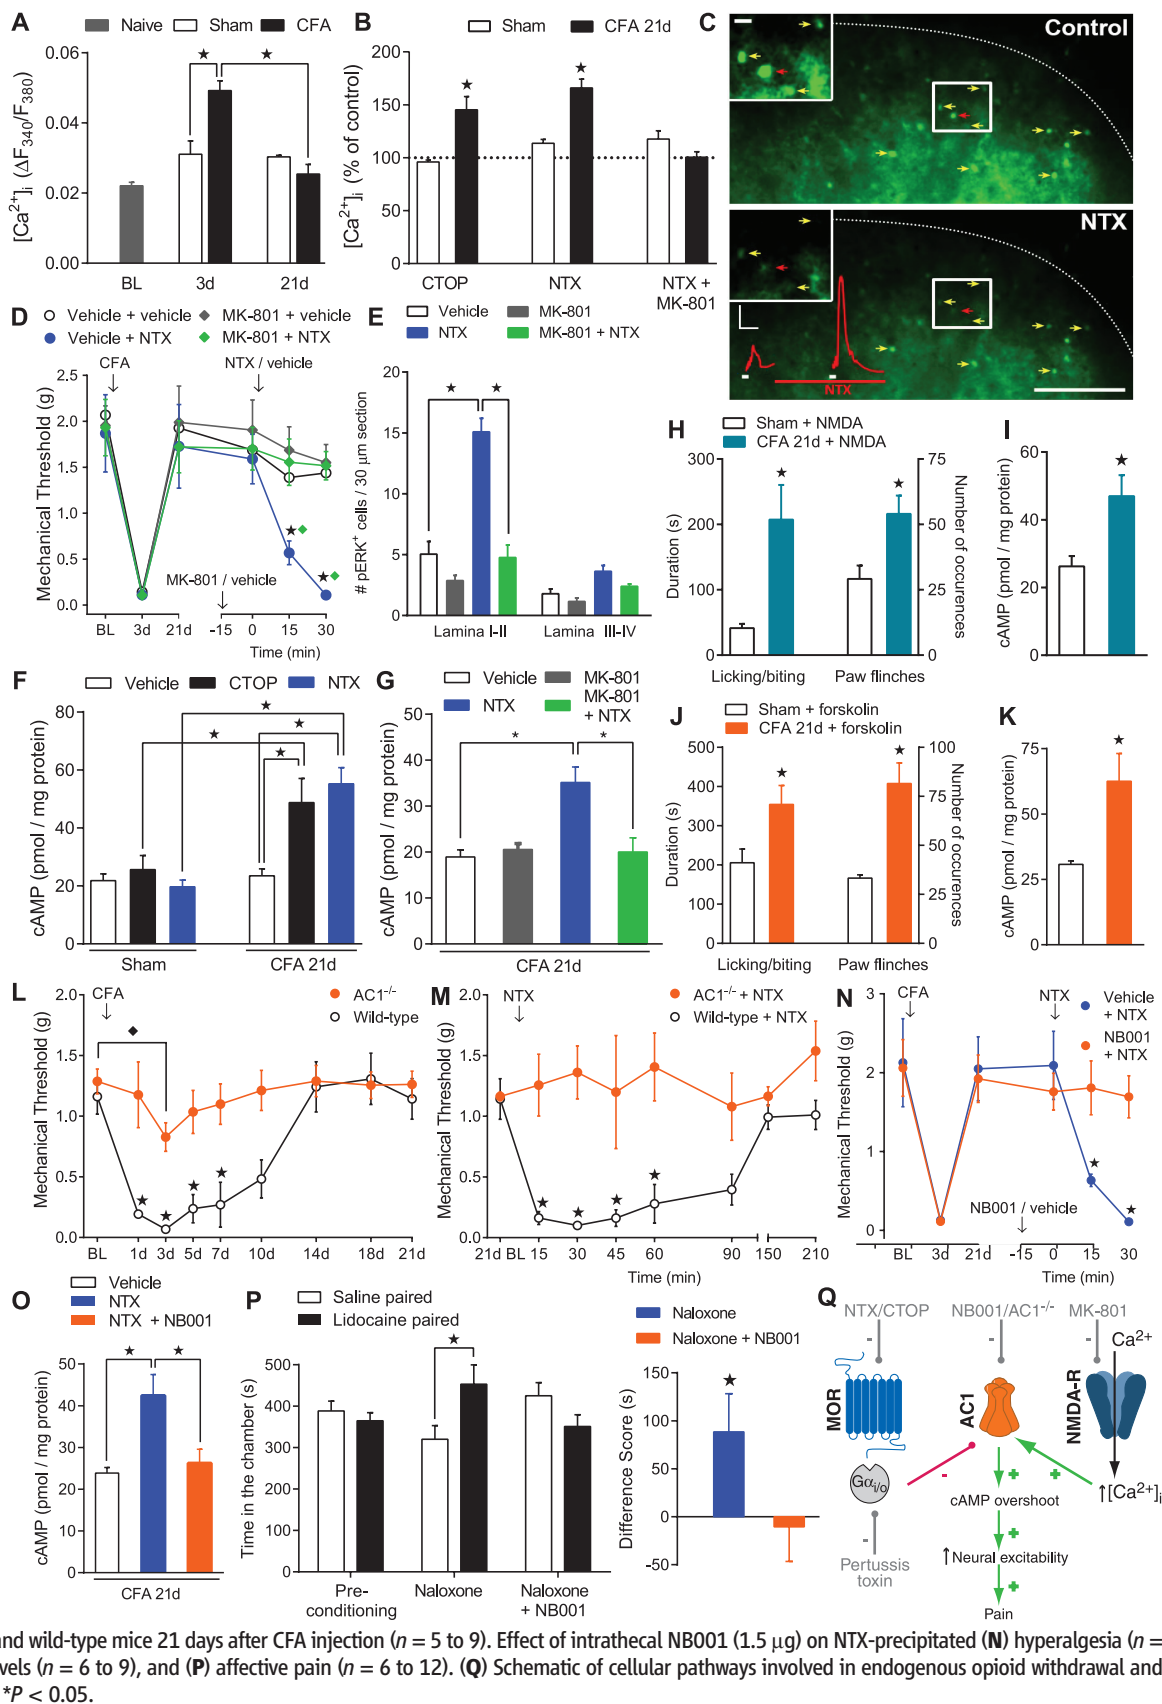 A
Naive
Sham
CFA
[Ca²⁺]ᵢ (ΔF₃₄₀/F₃₈₀)
0.06
0.04
0.02
0.00
BL
3d
21d
B
Sham
CFA 21d
[Ca²⁺]ᵢ (% of control)
200
150
100
50
0
CTOP
NTX
NTX +
MK-801
C
Control
NTX
NTX
D
Vehicle + vehicle
MK-801 + vehicle
Vehicle + NTX
MK-801 + NTX
CFA
NTX / vehicle
Mechanical Threshold (g)
2.5
2.0
1.5
1.0
0.5
0.0
MK-801 / vehicle
BL
3d
21d
-15
0
15
30
Time (min)
E
Vehicle
MK-801
NTX
MK-801 + NTX
# pERK⁺ cells / 30 µm section
20
15
10
5
0
Lamina I-II
Lamina III-IV
H
Sham + NMDA
CFA 21d + NMDA
Duration (s)
300
200
100
0
Number of occurences
75
50
25
0
Licking/biting
Paw flinches
I
cAMP (pmol / mg protein)
60
40
20
0
F
Vehicle
CTOP
NTX
cAMP (pmol / mg protein)
80
60
40
20
0
Sham
CFA 21d
G
Vehicle
MK-801
NTX
MK-801
+ NTX
cAMP (pmol / mg protein)
50
40
30
20
10
0
CFA 21d
J
Sham + forskolin
CFA 21d + forskolin
Duration (s)
500
400
300
200
100
0
Number of occurences
100
75
50
25
0
Licking/biting
Paw flinches
K
cAMP (pmol / mg protein)
75
50
25
0
L
CFA
AC1⁻/⁻
Wild-type
Mechanical Threshold (g)
2.0
1.5
1.0
0.5
0.0
BL
1d
3d
5d
7d
10d
14d
18d
21d
M
NTX
AC1⁻/⁻ + NTX
Wild-type + NTX
Mechanical Threshold (g)
2.0
1.5
1.0
0.5
0.0
21d BL
15
30
45
60
90
150
210
Time (min)
N
CFA
NTX
Vehicle
+ NTX
NB001
+ NTX
Mechanical Threshold (g)
3
2
1
0
NB001 / vehicle
BL
3d
21d
-15
0
15
30
Time (min)
O
Vehicle
NTX
NTX + NB001
cAMP (pmol / mg protein)
50
40
30
20
10
0
CFA 21d
P
Saline paired
Lidocaine paired
Time in the chamber (s)
500
400
300
200
100
0
Pre-
conditioning
Naloxone
Naloxone
+ NB001
Naloxone
Naloxone + NB001
Difference Score (s)
150
100
50
0
-50
Q
NTX/CTOP
NB001/AC1⁻/⁻
MK-801
-
-
-
Ca²⁺
MOR
AC1
NMDA-R
Gαi/o
-
+
+
↑[Ca²⁺]ᵢ
cAMP overshoot
-
+
Pertussis
toxin
↑Neural excitability
+
Pain
and wild-type mice 21 days after CFA injection (n = 5 to 9). Effect of intrathecal NB001 (1.5 µg) on NTX-precipitated (N) hyperalgesia (n =
vels (n = 6 to 9), and (P) affective pain (n = 6 to 12). (Q) Schematic of cellular pathways involved in endogenous opioid withdrawal and
*P < 0.05.